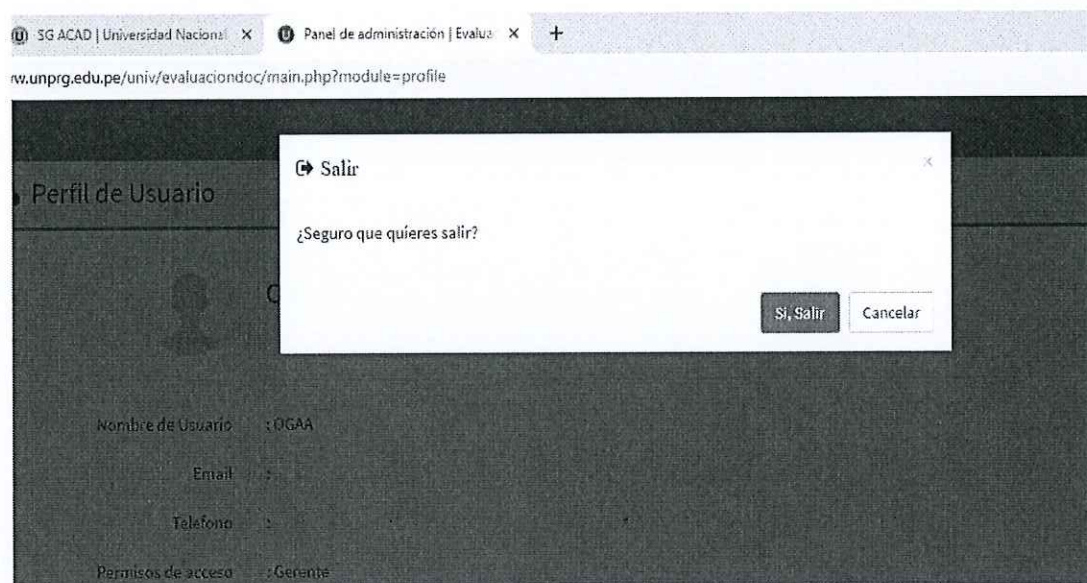 SG ACAD | Universidad Nacional × Panel de administración | Evalua × +
w.unprg.edu.pe/univ/evaluaciondoc/main.php?module=profile
Salir ×
Perfil de Usuario
¿Seguro que quieres salir?
Si, Salir Cancelar
Nombre de Usuario : OGAA
Email :
Telefono :
Permisos de acceso : Gerente